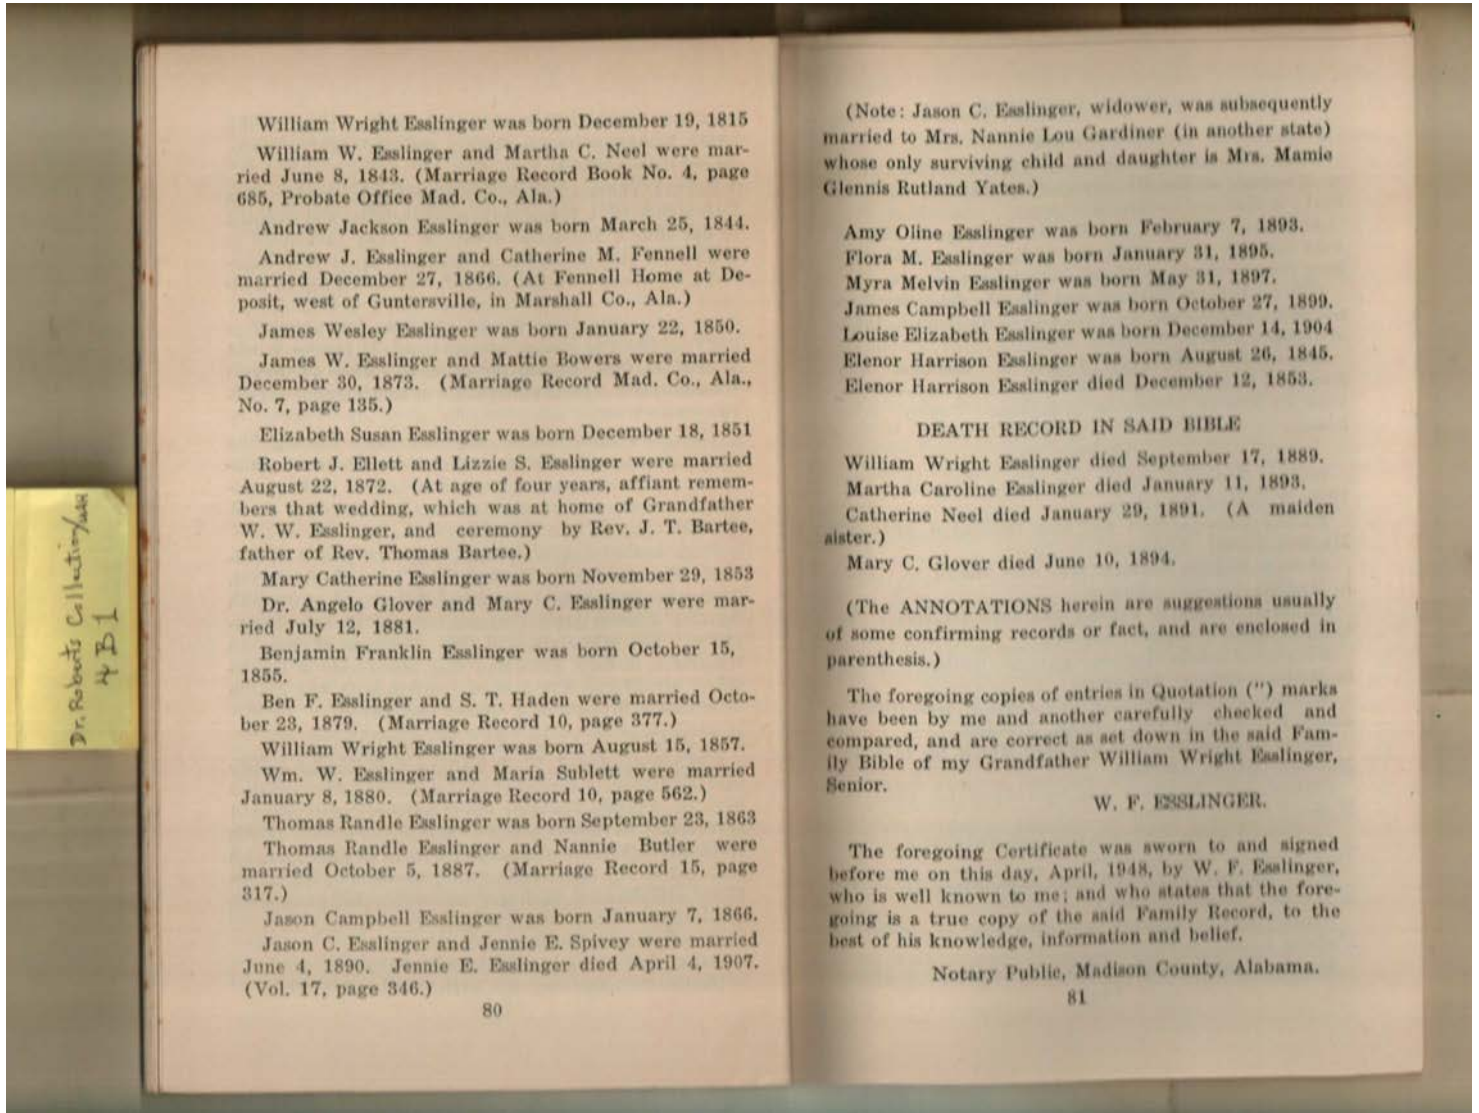 William Wright Esslinger was born December 19, 1815
William W. Esslinger and Martha C. Neel were mar-
ried June 8, 1843. (Marriage Record Book No. 4, page
685, Probate Office Mad. Co., Ala.)
Andrew Jackson Esslinger was born March 25, 1844.
Andrew J. Esslinger and Catherine M. Fennell were
married December 27, 1866. (At Fennell Home at De-
posit, west of Guntersville, in Marshall Co., Ala.)
James Wesley Esslinger was born January 22, 1850.
James W. Esslinger and Mattie Bowers were married
December 30, 1873. (Marriage Record Mad. Co., Ala.,
No. 7, page 135.)
Elizabeth Susan Esslinger was born December 18, 1851
Robert J. Ellett and Lizzie S. Esslinger were married
August 22, 1872. (At age of four years, affiant remem-
bers that wedding, which was at home of Grandfather
W. W. Esslinger, and ceremony by Rev. J. T. Bartee,
father of Rev. Thomas Bartee.)
Mary Catherine Esslinger was born November 29, 1853
Dr. Angelo Glover and Mary C. Esslinger were mar-
ried July 12, 1881.
Benjamin Franklin Esslinger was born October 15,
1855.
Ben F. Esslinger and S. T. Haden were married Octo-
ber 23, 1879. (Marriage Record 10, page 377.)
William Wright Esslinger was born August 15, 1857.
Wm. W. Esslinger and Maria Sublett were married
January 8, 1880. (Marriage Record 10, page 562.)
Thomas Randle Esslinger was born September 23, 1863
Thomas Randle Esslinger and Nannie Butler were
married October 5, 1887. (Marriage Record 15, page
317.)
Jason Campbell Esslinger was born January 7, 1866.
Jason C. Esslinger and Jennie E. Spivey were married
June 4, 1890. Jennie E. Esslinger died April 4, 1907.
(Vol. 17, page 346.)
80
(Note: Jason C. Esslinger, widower, was subsequently
married to Mrs. Nannie Lou Gardiner (in another state)
whose only surviving child and daughter is Mrs. Mamie
Glennis Rutland Yates.)
Amy Oline Esslinger was born February 7, 1893.
Flora M. Esslinger was born January 31, 1895.
Myra Melvin Esslinger was born May 31, 1897.
James Campbell Esslinger was born October 27, 1899.
Louise Elizabeth Esslinger was born December 14, 1904
Elenor Harrison Esslinger was born August 26, 1845.
Elenor Harrison Esslinger died December 12, 1853.
DEATH RECORD IN SAID BIBLE
William Wright Esslinger died September 17, 1889.
Martha Caroline Esslinger died January 11, 1893.
Catherine Neel died January 29, 1891. (A maiden
sister.)
Mary C. Glover died June 10, 1894.
(The ANNOTATIONS herein are suggestions usually
of some confirming records or fact, and are enclosed in
parenthesis.)
The foregoing copies of entries in Quotation (") marks
have been by me and another carefully checked and
compared, and are correct as set down in the said Fam-
ily Bible of my Grandfather William Wright Esslinger,
Senior.
W. F. ESSLINGER.
The foregoing Certificate was sworn to and signed
before me on this day, April, 1948, by W. F. Esslinger,
who is well known to me; and who states that the fore-
going is a true copy of the said Family Record, to the
best of his knowledge, information and belief.
Notary Public, Madison County, Alabama.
81
Dr. Roberts Collection/
4 B 1